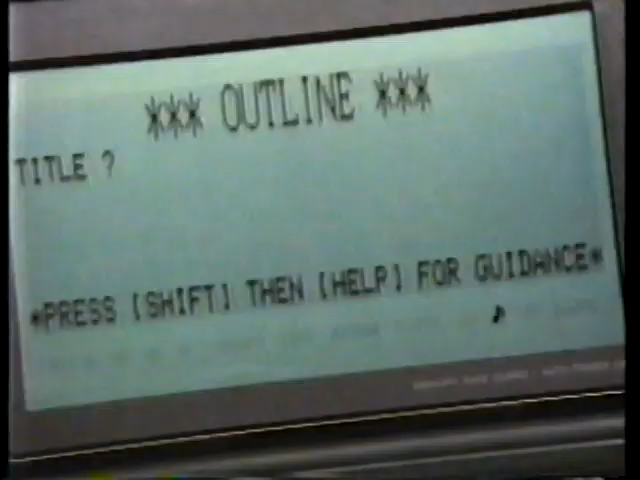 *** OUTLINE ***
TITLE ?
*PRESS [SHIFT] THEN [HELP] FOR GUIDANCE*